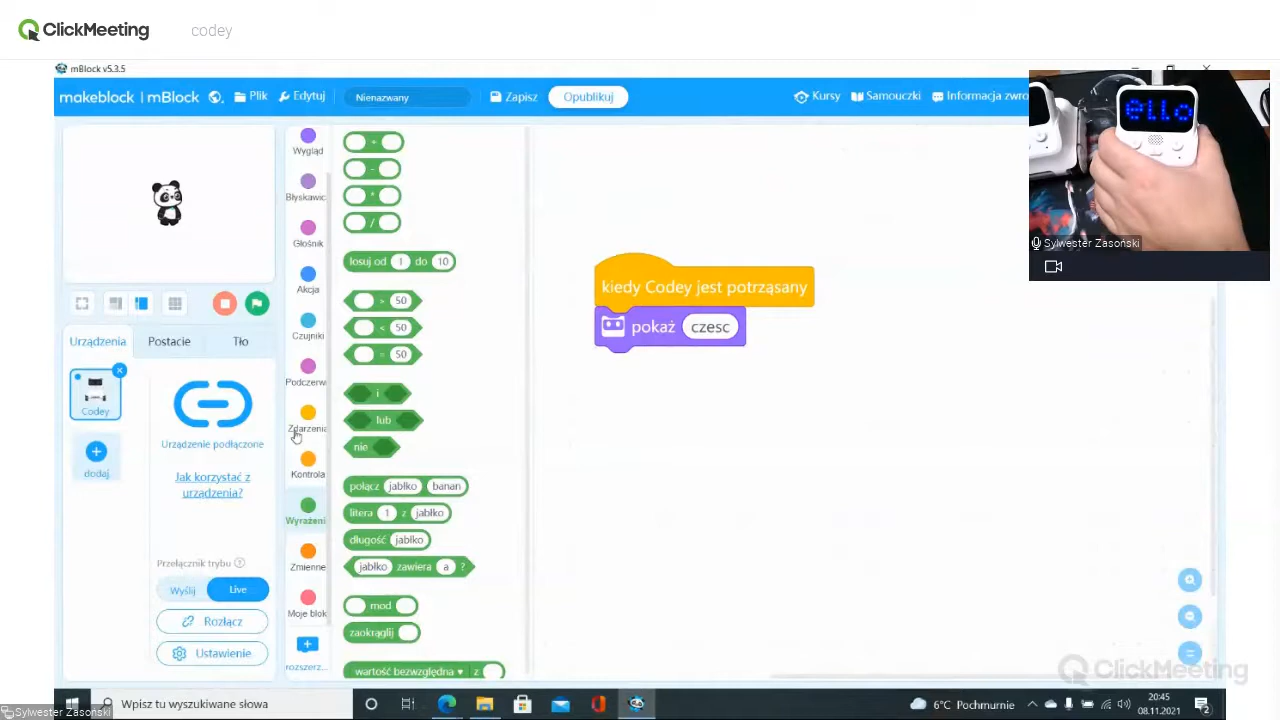 ClickMeeting
codey
mBlock v5.3.5
makeblock | mBlock
Plik
Edytuj
Nienazwany
Zapisz
Opublikuj
Kursy
Samouczki
Informacja zwro
ello
Sylwester Zasoński
Wygląd
Błyskawic
Głośnik
Akcja
Czujniki
Podczerw
Zdarzenia
Kontrola
Wyrażeni
Zmienne
Moje blok
rozszerz...
+
-
*
/
losuj od 1 do 10
> 50
< 50
= 50
i
lub
nie
połącz jabłko banan
litera 1 z jabłko
długość jabłko
jabłko zawiera a ?
mod
zaokrąglij
wartość bezwzględna z
kiedy Codey jest potrząsany
pokaż czesc
Urządzenia
Postacie
Tło
Codey
dodaj
Urządzenie podłączone
Jak korzystać z
urządzenia?
Przełącznik trybu ?
Wyślij
Live
Rozłącz
Ustawienie
ClickMeeting
Wpisz tu wyszukiwane słowa
6°C Pochmurnie
20:45
08.11.2021
2
Sylwester Zasoński